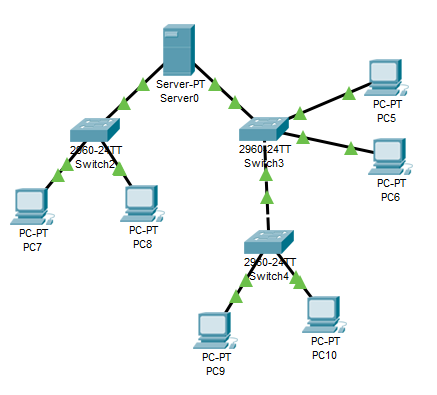 Server-PT
Server0
PC-PT
PC5
2960-24TT
Switch2
2960-24TT
Switch3
PC-PT
PC6
PC-PT
PC7
PC-PT
PC8
2960-24TT
Switch4
PC-PT
PC9
PC-PT
PC10